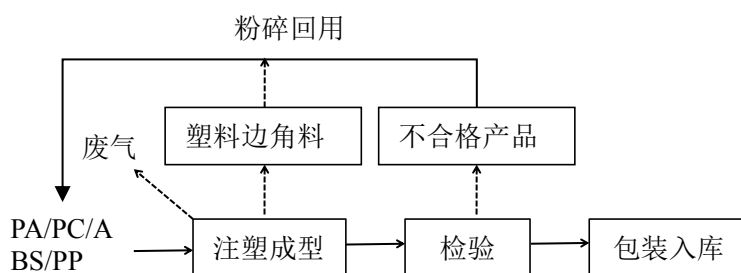 粉碎回用
塑料边角料
不合格产品
废气
PA/PC/A
BS/PP
注塑成型
检验
包装入库